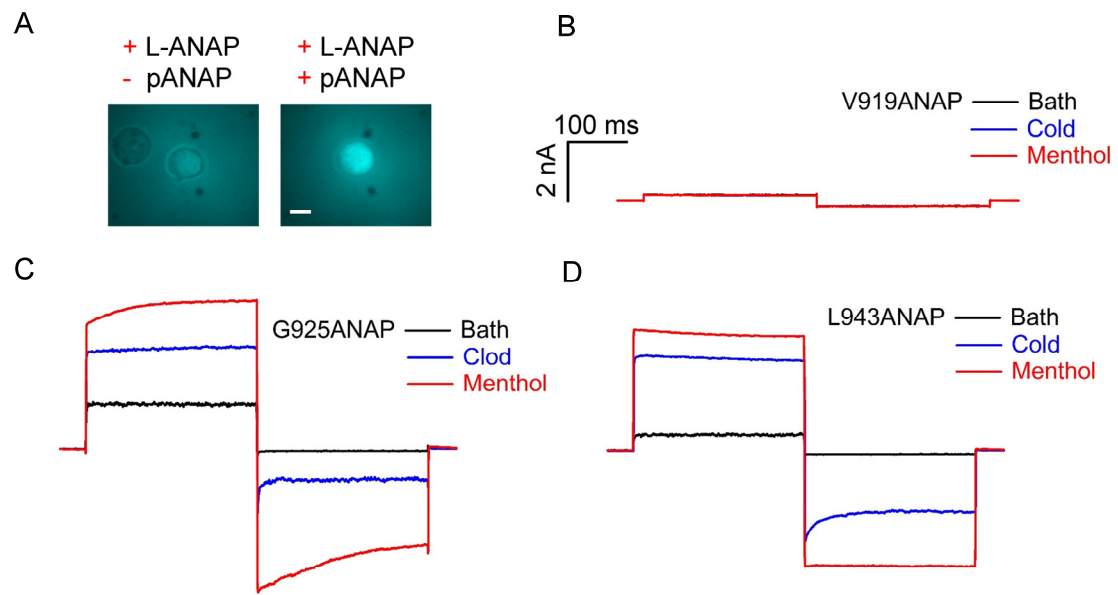 A
+ L-ANAP
- pANAP
+ L-ANAP
+ pANAP
B
V919ANAP
Bath
Cold
Menthol
100 ms
2 nA
C
G925ANAP
Bath
Clod
Menthol
D
L943ANAP
Bath
Cold
Menthol